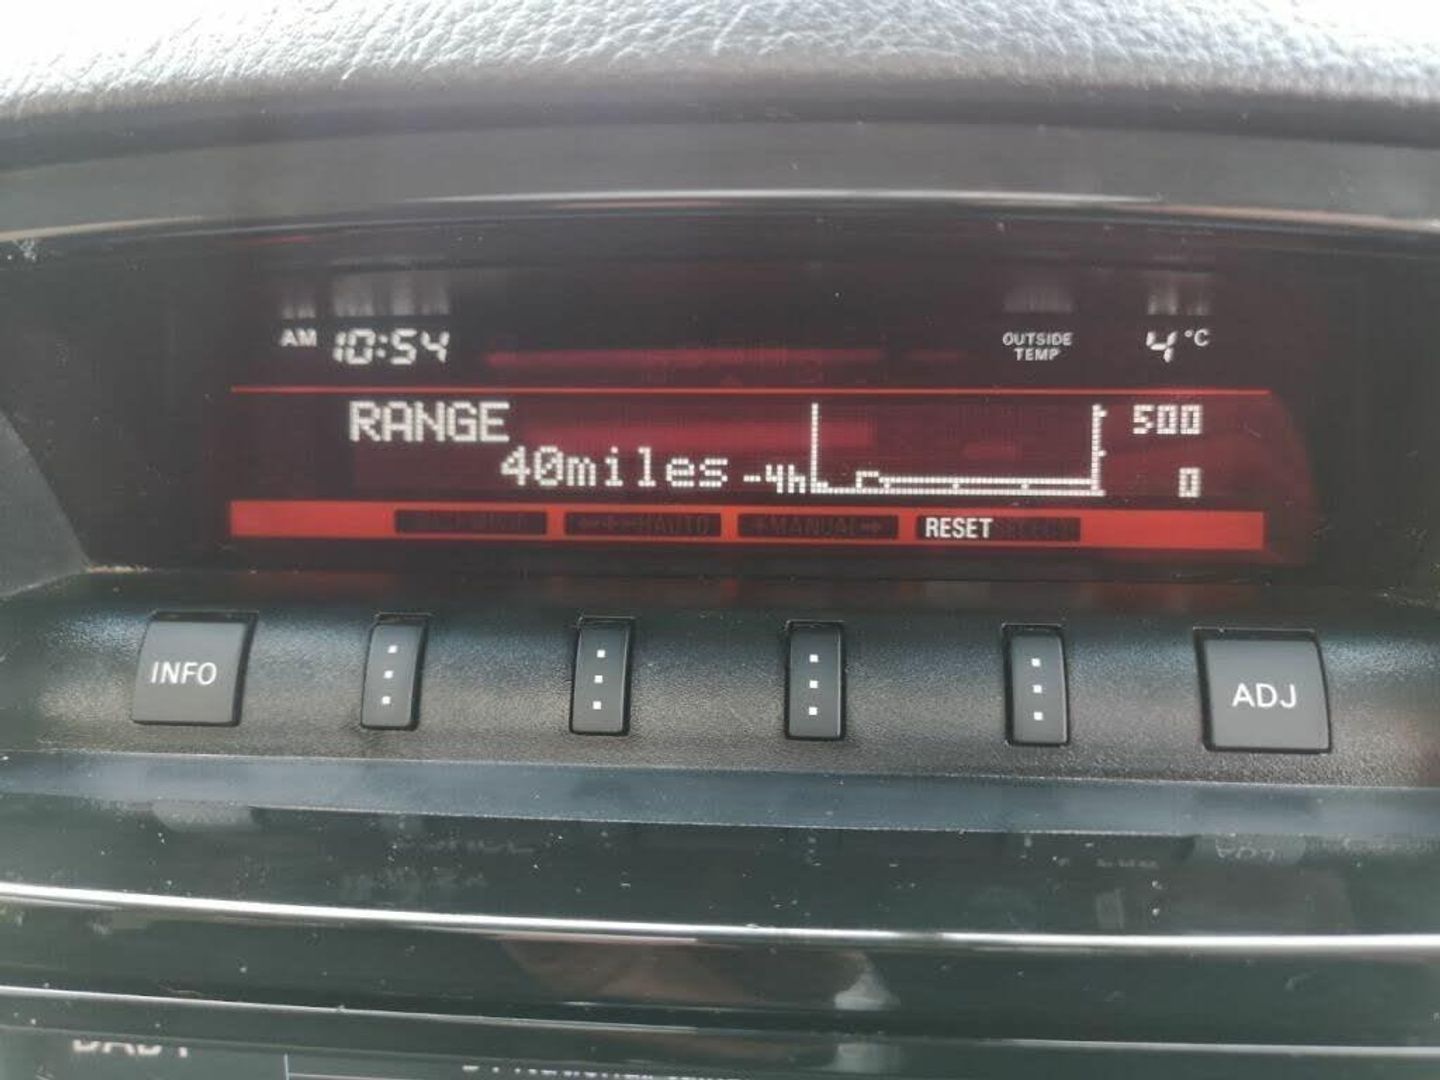 AM 10:54
OUTSIDE TEMP 4°C
RANGE
40miles
-4h
500
0
RESET
INFO
ADJ